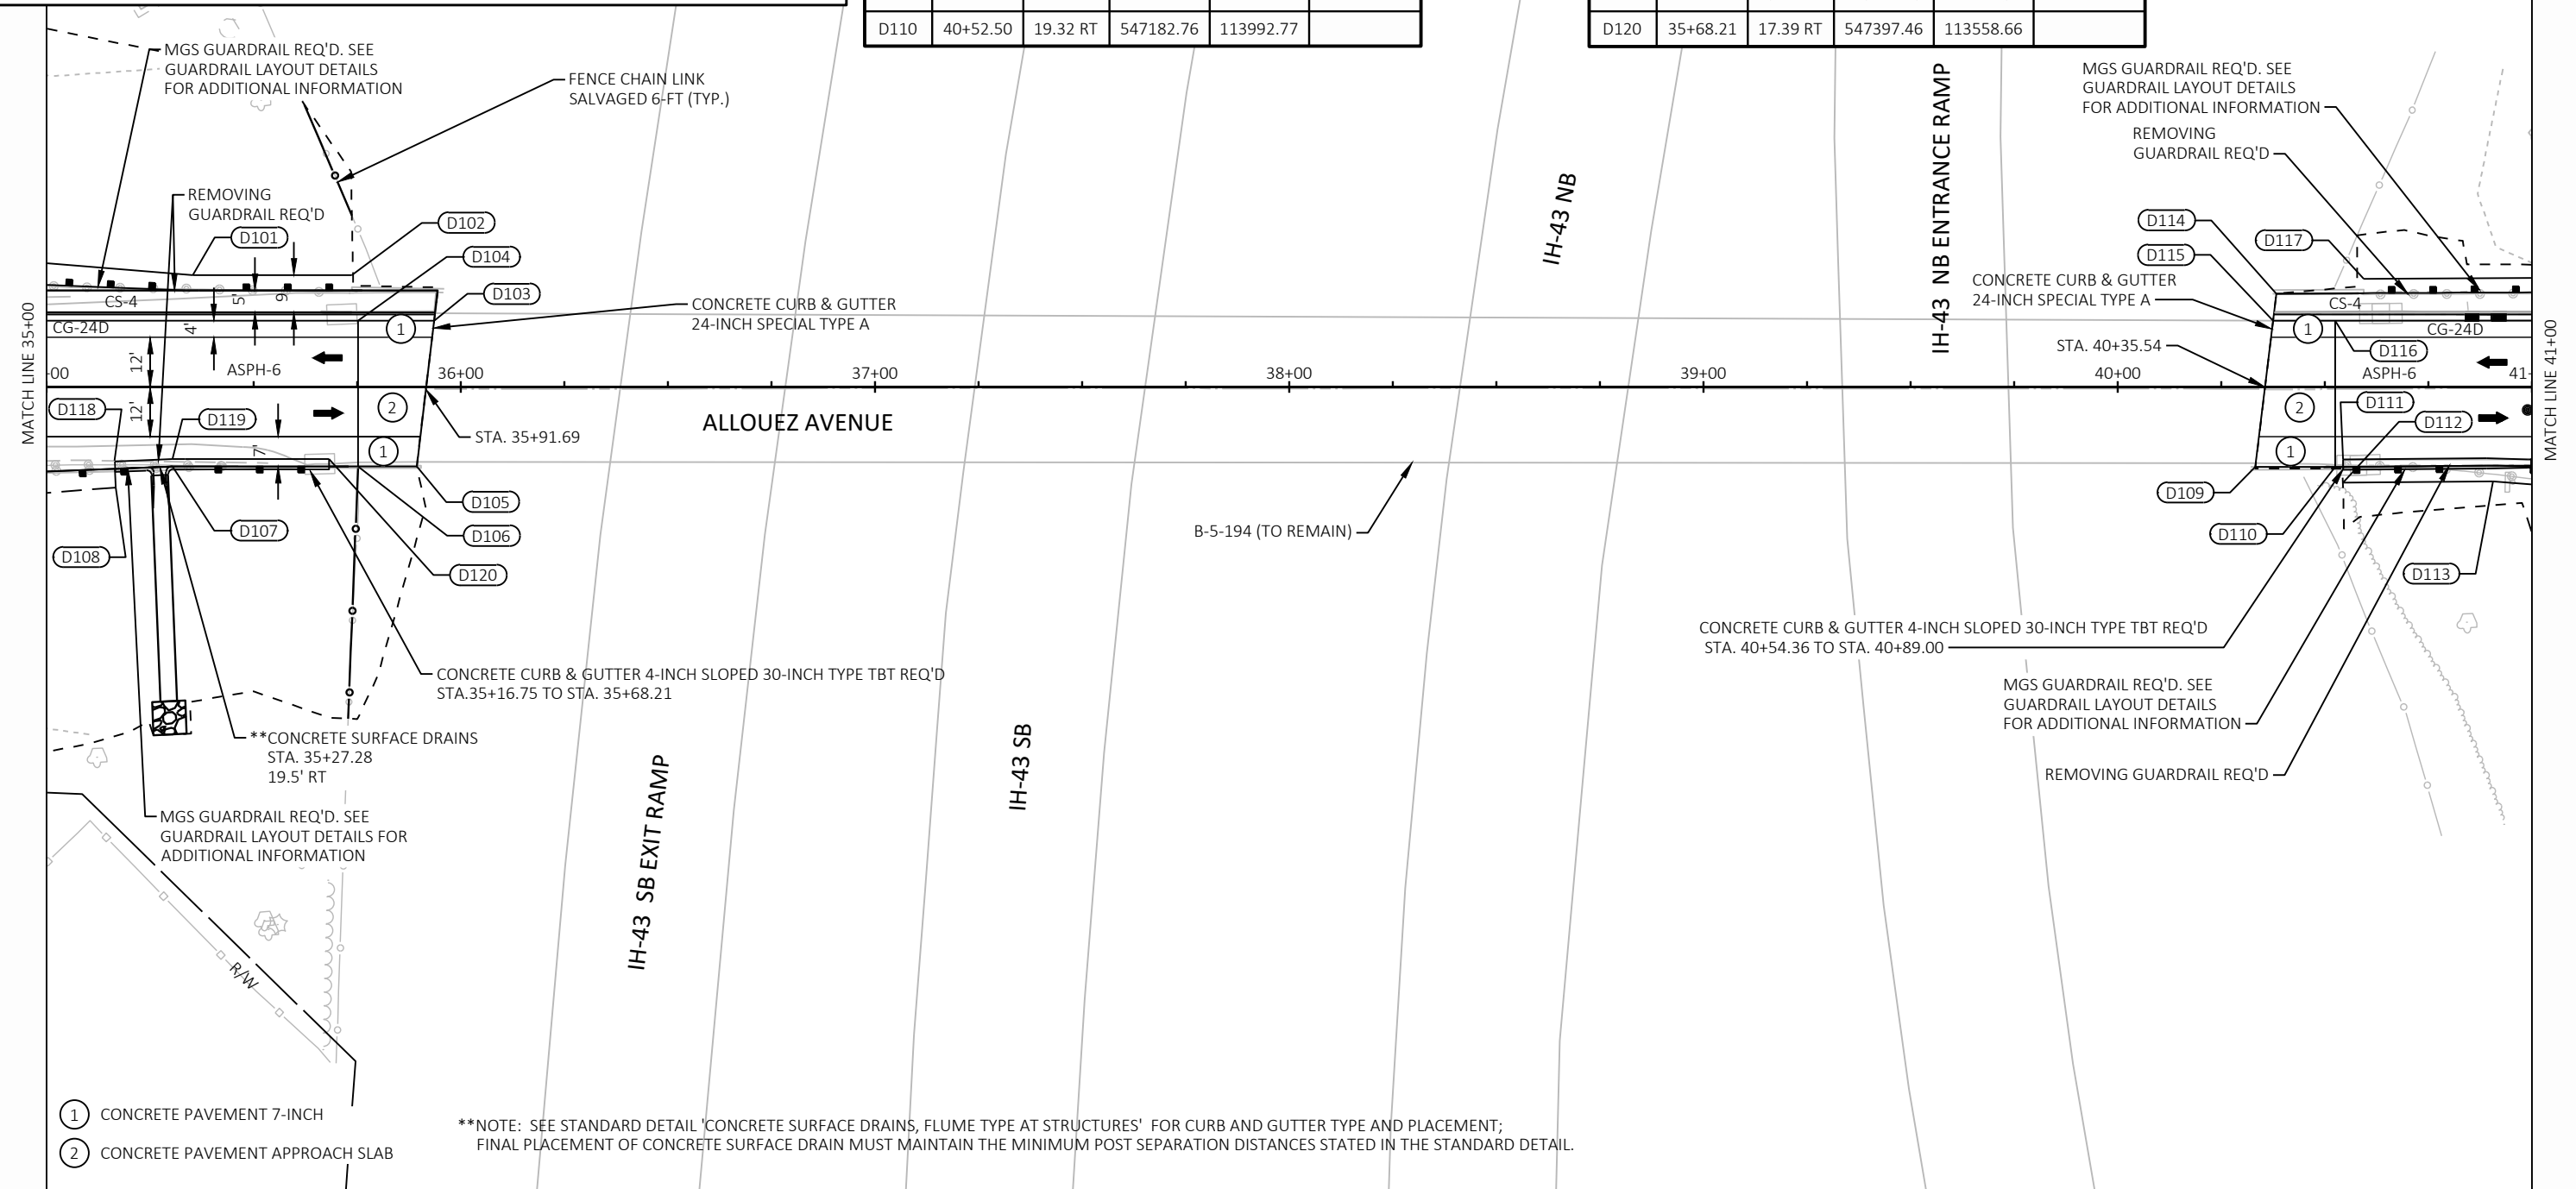 D110 40+52.50 19.32 RT 547182.76 113992.77
D120 35+68.21 17.39 RT 547397.46 113558.66
MGS GUARDRAIL REQ'D. SEE
GUARDRAIL LAYOUT DETAILS
FOR ADDITIONAL INFORMATION
FENCE CHAIN LINK
SALVAGED 6-FT (TYP.)
REMOVING
GUARDRAIL REQ'D
D101
D102
D104
D103
CONCRETE CURB & GUTTER
24-INCH SPECIAL TYPE A
CS-4
5'
9'
4'
CG-24D
1
12'
ASPH-6
MATCH LINE 35+00
+00
36+00
37+00
38+00
39+00
40+00
41+
D118
12'
D119
2
1
7'
STA. 35+91.69
ALLOUEZ AVENUE
D105
D107
D106
D108
D120
B-5-194 (TO REMAIN)
CONCRETE CURB & GUTTER 4-INCH SLOPED 30-INCH TYPE TBT REQ'D
STA.35+16.75 TO STA. 35+68.21
**CONCRETE SURFACE DRAINS
STA. 35+27.28
19.5' RT
MGS GUARDRAIL REQ'D. SEE
GUARDRAIL LAYOUT DETAILS FOR
ADDITIONAL INFORMATION
R/W
IH-43 SB EXIT RAMP
IH-43 SB
IH-43 NB
IH-43 NB ENTRANCE RAMP
MGS GUARDRAIL REQ'D. SEE
GUARDRAIL LAYOUT DETAILS
FOR ADDITIONAL INFORMATION
REMOVING
GUARDRAIL REQ'D
D114
D117
D115
CONCRETE CURB & GUTTER
24-INCH SPECIAL TYPE A
CS-4
1
CG-24D
STA. 40+35.54
D116
ASPH-6
MATCH LINE 41+00
2
D111
D112
1
D109
D110
D113
CONCRETE CURB & GUTTER 4-INCH SLOPED 30-INCH TYPE TBT REQ'D
STA. 40+54.36 TO STA. 40+89.00
MGS GUARDRAIL REQ'D. SEE
GUARDRAIL LAYOUT DETAILS
FOR ADDITIONAL INFORMATION
REMOVING GUARDRAIL REQ'D
1 CONCRETE PAVEMENT 7-INCH
2 CONCRETE PAVEMENT APPROACH SLAB
**NOTE: SEE STANDARD DETAIL 'CONCRETE SURFACE DRAINS, FLUME TYPE AT STRUCTURES' FOR CURB AND GUTTER TYPE AND PLACEMENT;
FINAL PLACEMENT OF CONCRETE SURFACE DRAIN MUST MAINTAIN THE MINIMUM POST SEPARATION DISTANCES STATED IN THE STANDARD DETAIL.